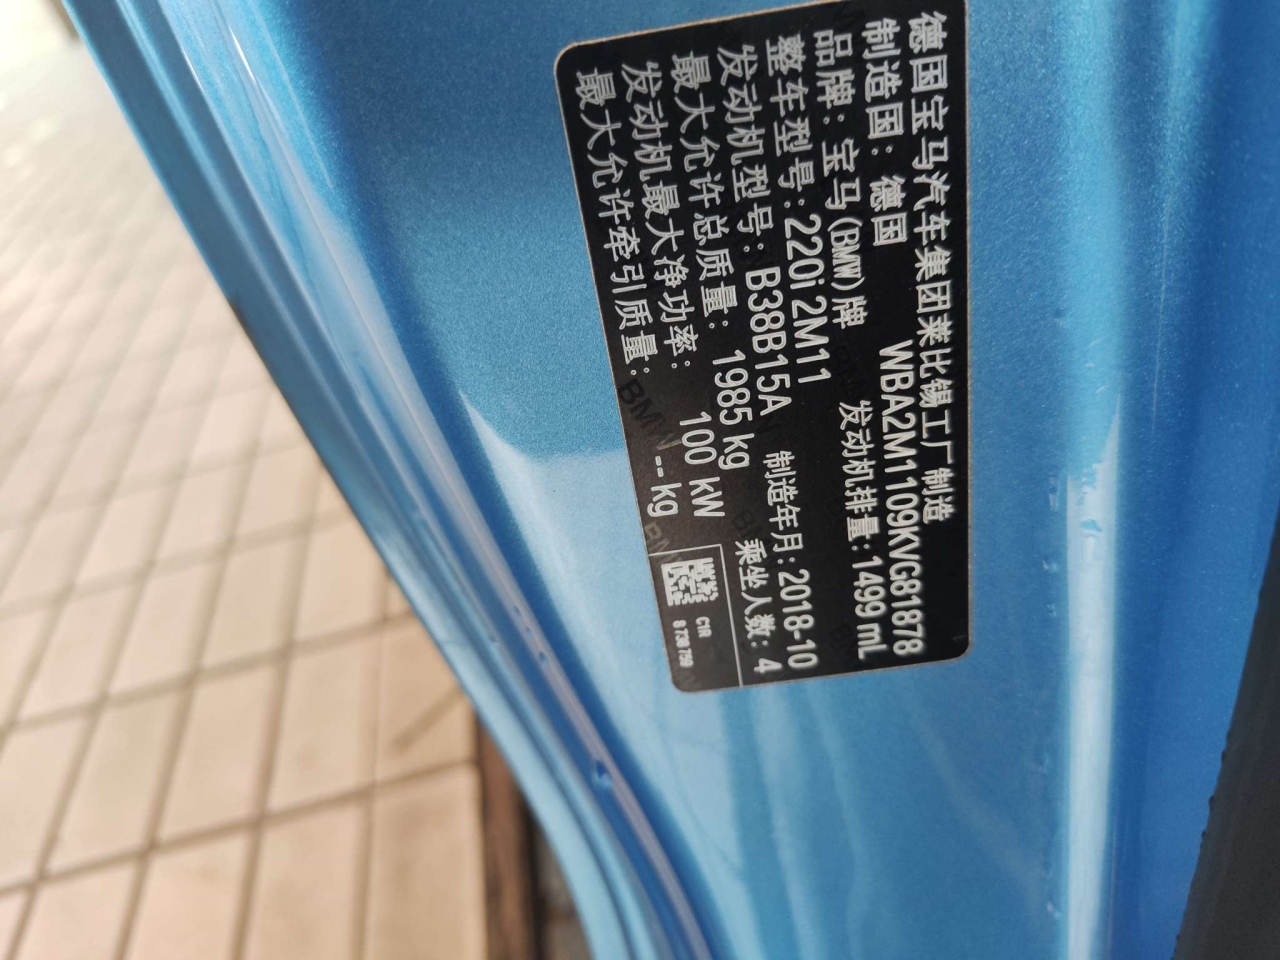 德国宝马汽车集团莱比锡工厂制造
制造国：德国 WBA2M1109KVG81878
品牌：宝马(BMW)牌 发动机排量：1499 mL
整车型号：220i 2M11
发动机型号：B38B15A 制造年月：2018-10
最大允许总质量： 1985 kg 乘坐人数：4
发动机最大净功率： 100 kW
最大允许牵引质量： -- kg
C1R
8 738 759